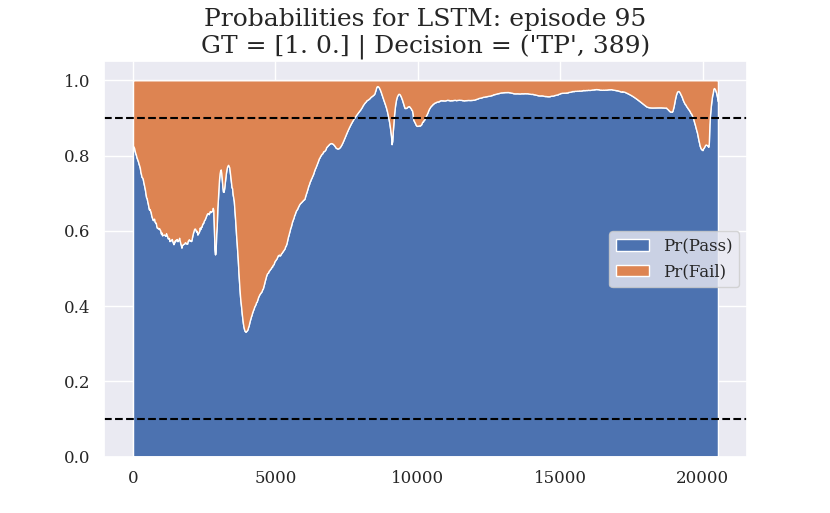 Probabilities for LSTM: episode 95
GT = [1. 0.] | Decision = ('TP', 389)
1.0
0.8
0.6
0.4
0.2
0.0
Pr(Pass)
Pr(Fail)
0
5000
10000
15000
20000